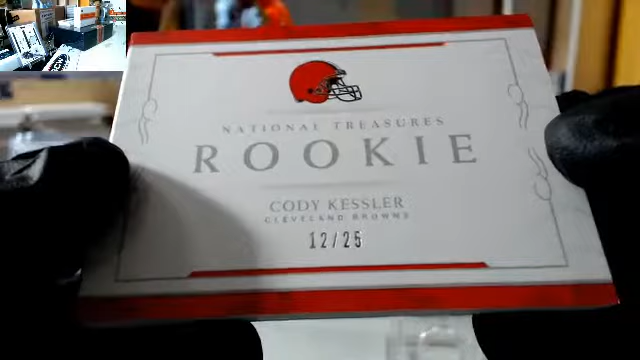 NATIONAL TREASURES
ROOKIE
CODY KESSLER
CLEVELAND BROWNS
12/25